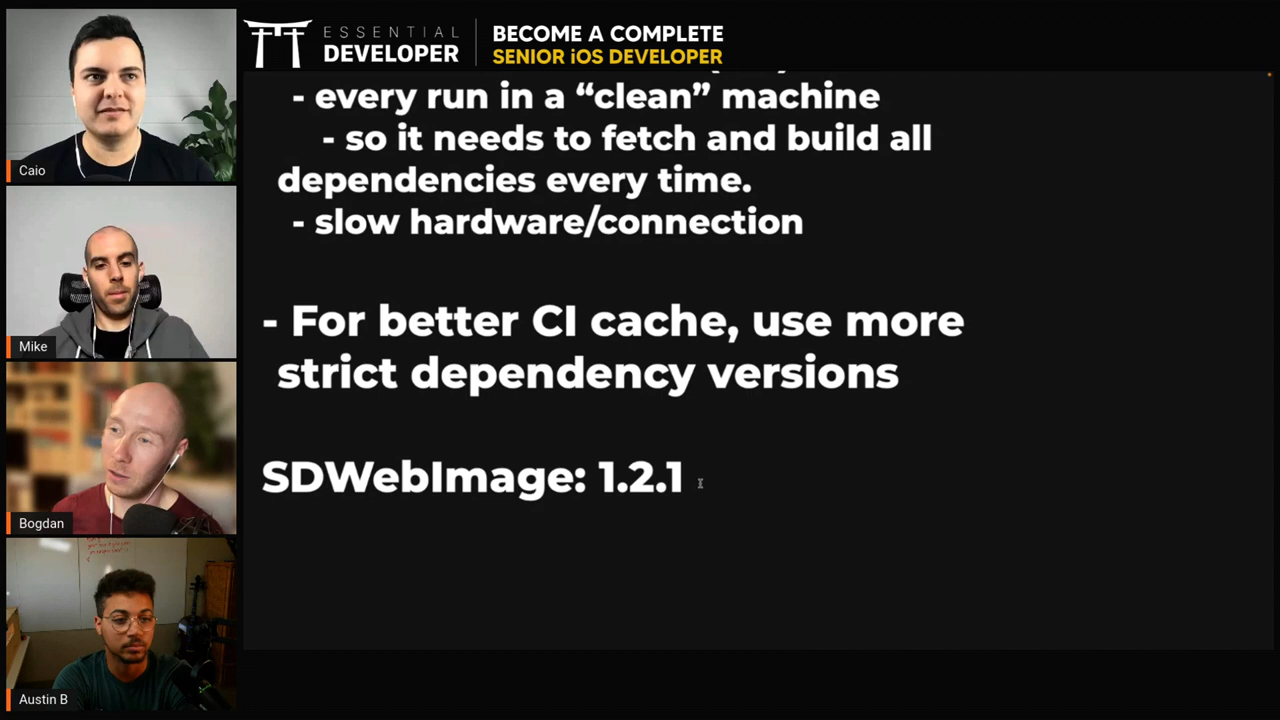 ESSENTIAL
DEVELOPER
BECOME A COMPLETE
SENIOR iOS DEVELOPER
- every run in a “clean” machine
- so it needs to fetch and build all
dependencies every time.
- slow hardware/connection
- For better CI cache, use more
strict dependency versions
SDWebImage: 1.2.1
Caio
Mike
Bogdan
Austin B